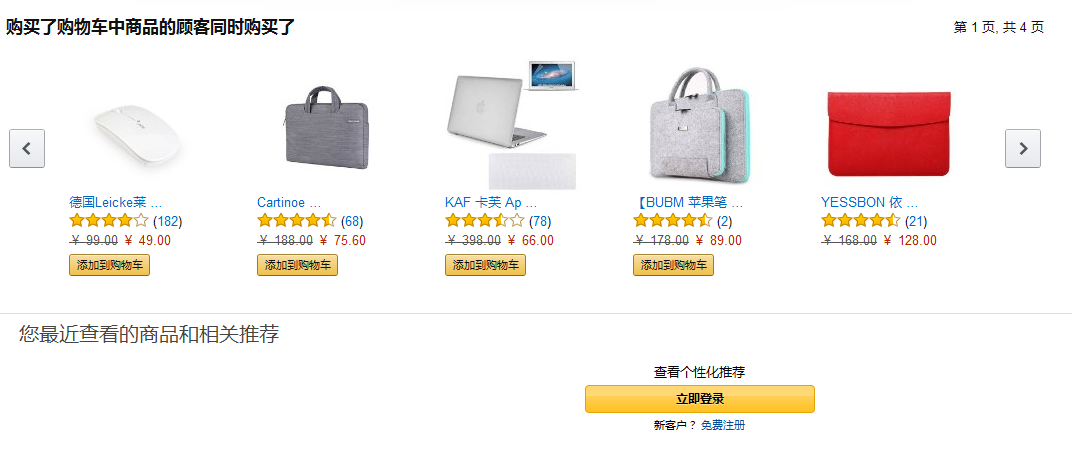 购买了购物车中商品的顾客同时购买了
第 1 页, 共 4 页
德国Leicke莱 ...
(182)
￥ 99.00 ￥ 49.00
添加到购物车
Cartinoe ...
(68)
￥ 188.00 ￥ 75.60
添加到购物车
KAF 卡芙 Ap ...
(78)
￥ 398.00 ￥ 66.00
添加到购物车
【BUBM 苹果笔 ...
(2)
￥ 178.00 ￥ 89.00
添加到购物车
YESSBON 依 ...
(21)
￥ 168.00 ￥ 128.00
您最近查看的商品和相关推荐
查看个性化推荐
立即登录
新客户？ 免费注册